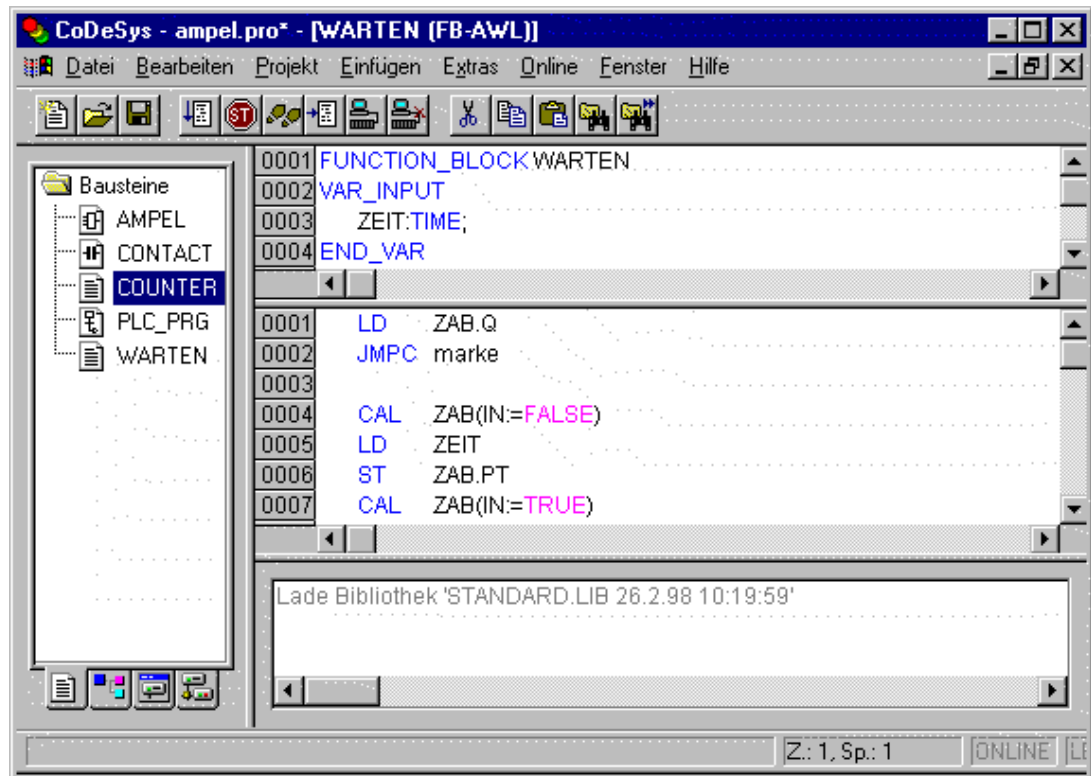 CoDeSys - ampel.pro* - [WARTEN (FB-AWL)]
Datei Bearbeiten Projekt Einfügen Extras Online Fenster Hilfe
ST
Bausteine
AMPEL
CONTACT
COUNTER
PLC_PRG
WARTEN
0001 FUNCTION_BLOCK WARTEN
0002 VAR_INPUT
0003 ZEIT:TIME;
0004 END_VAR
0001 LD ZAB.Q
0002 JMPC marke
0003
0004 CAL ZAB(IN:=FALSE)
0005 LD ZEIT
0006 ST ZAB.PT
0007 CAL ZAB(IN:=TRUE)
Lade Bibliothek 'STANDARD.LIB 26.2.98 10:19:59'
Z.: 1, Sp.: 1 ONLINE